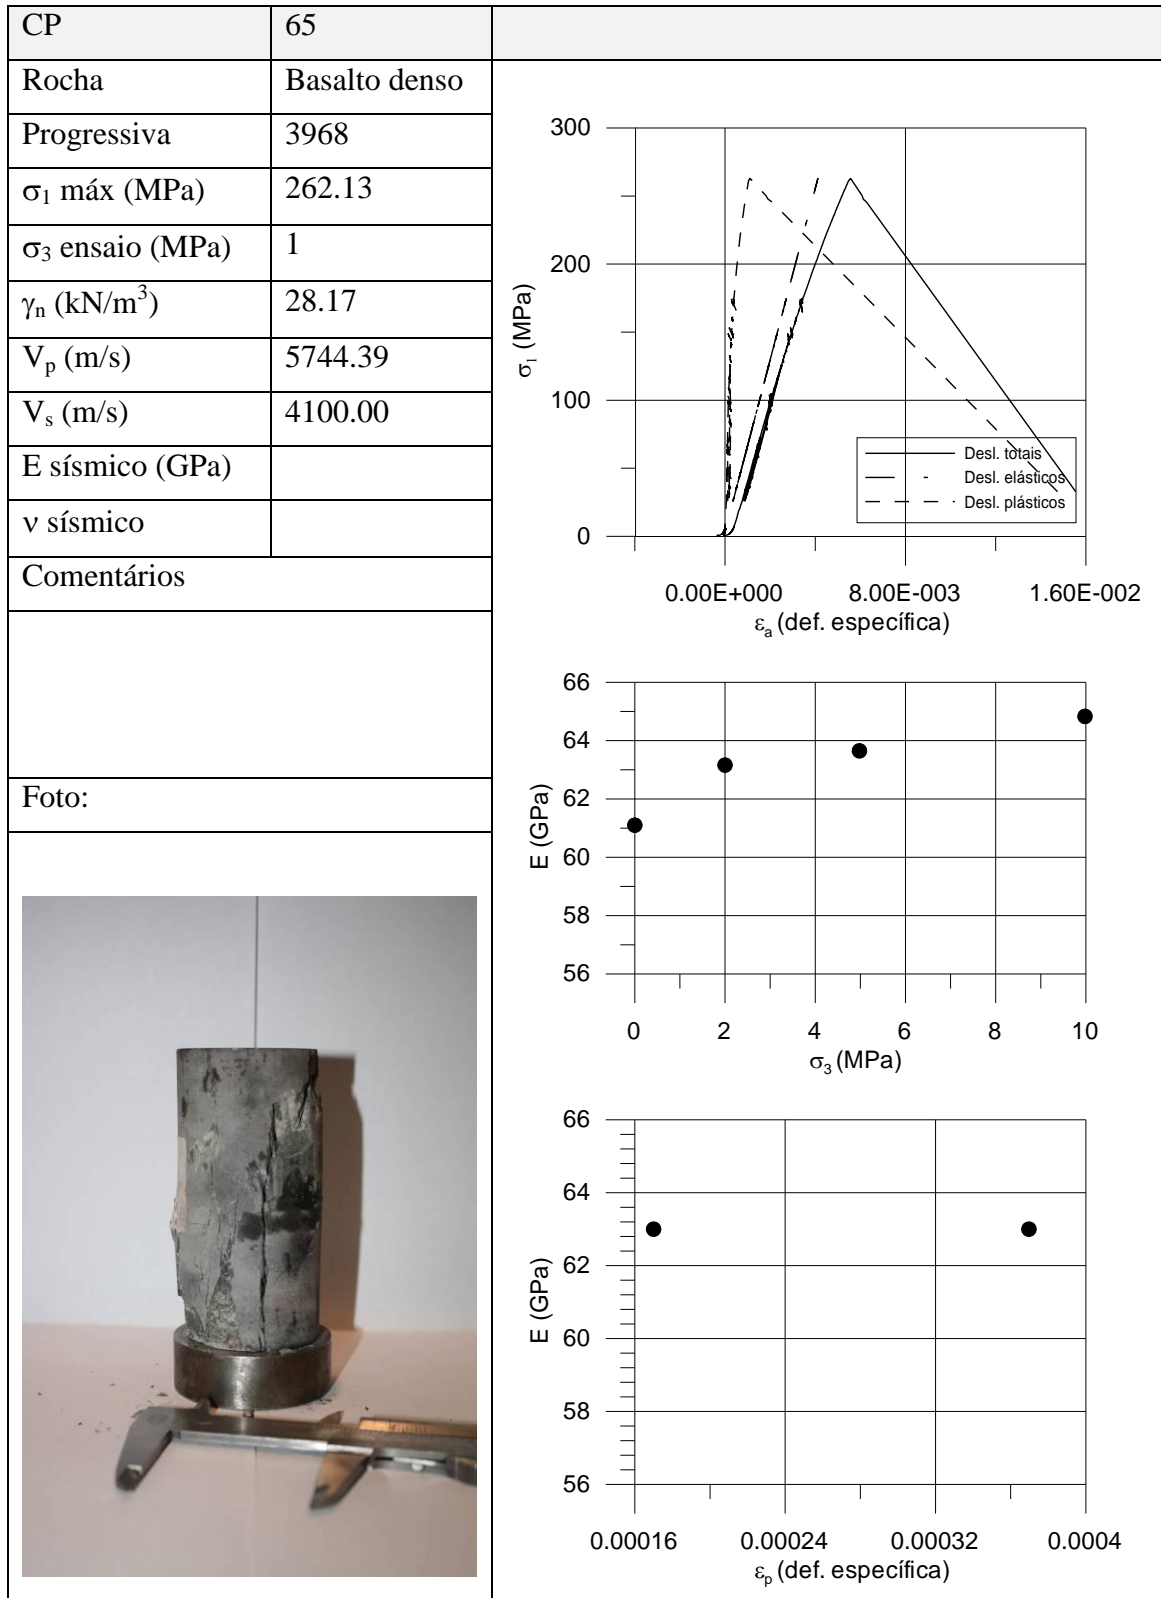 CP 65
Rocha Basalto denso
Progressiva 3968
σ₁ máx (MPa) 262.13
σ₃ ensaio (MPa) 1
γₙ (kN/m³) 28.17
Vₚ (m/s) 5744.39
Vₛ (m/s) 4100.00
E sísmico (GPa)
ν sísmico
Comentários
Foto:
300
200
100
0
σ₁ (MPa)
Desl. totais
Desl. elásticos
Desl. plásticos
0.00E+000 8.00E-003 1.60E-002
εₐ (def. específica)
66
64
62
60
58
56
E (GPa)
0 2 4 6 8 10
σ₃ (MPa)
66
64
62
60
58
56
E (GPa)
0.00016 0.00024 0.00032 0.0004
εₚ (def. específica)